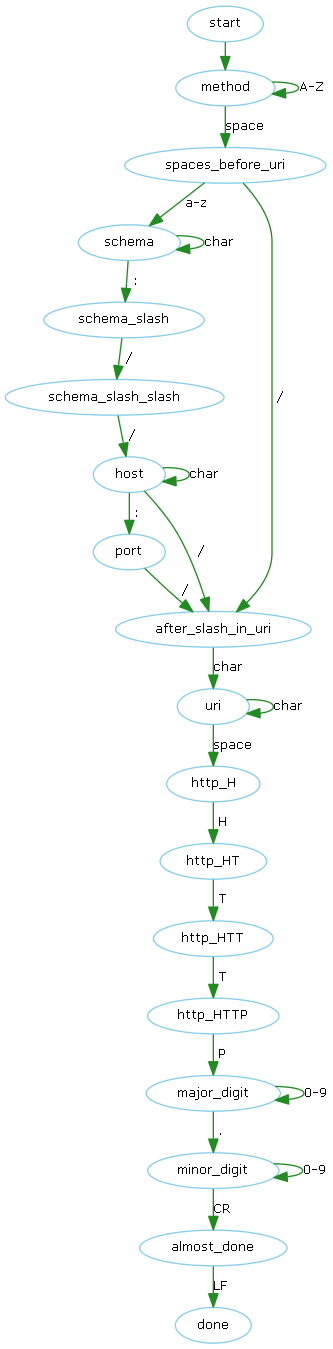 start
method
A-Z
space
spaces_before_uri
a-z
schema
char
:
schema_slash
/
/
schema_slash_slash
/
host
char
:
/
port
/
after_slash_in_uri
char
uri
char
space
http_H
H
http_HT
T
http_HTT
T
http_HTTP
P
major_digit
0-9
.
minor_digit
0-9
CR
almost_done
LF
done